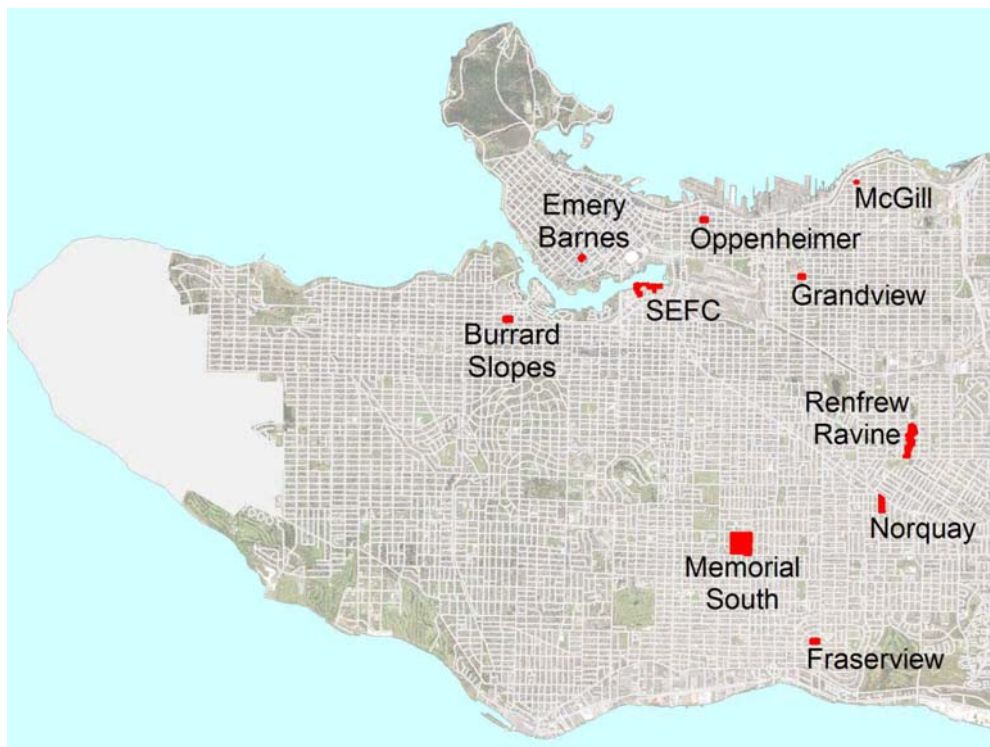 McGill
Emery
Barnes
Oppenheimer
Grandview
SEFC
Burrard
Slopes
Renfrew
Ravine
Norquay
Memorial
South
Fraserview